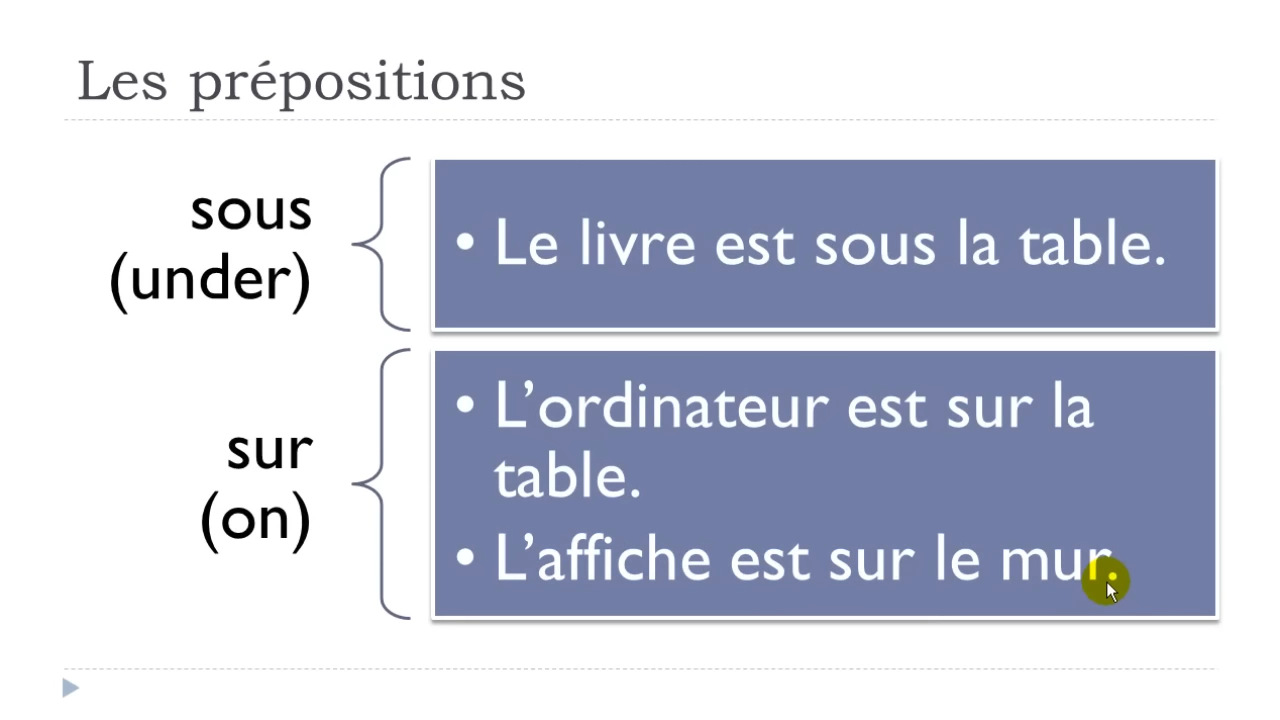 Les prépositions
sous
(under)
• Le livre est sous la table.
sur
(on)
• L’ordinateur est sur la
table.
• L’affiche est sur le mur.